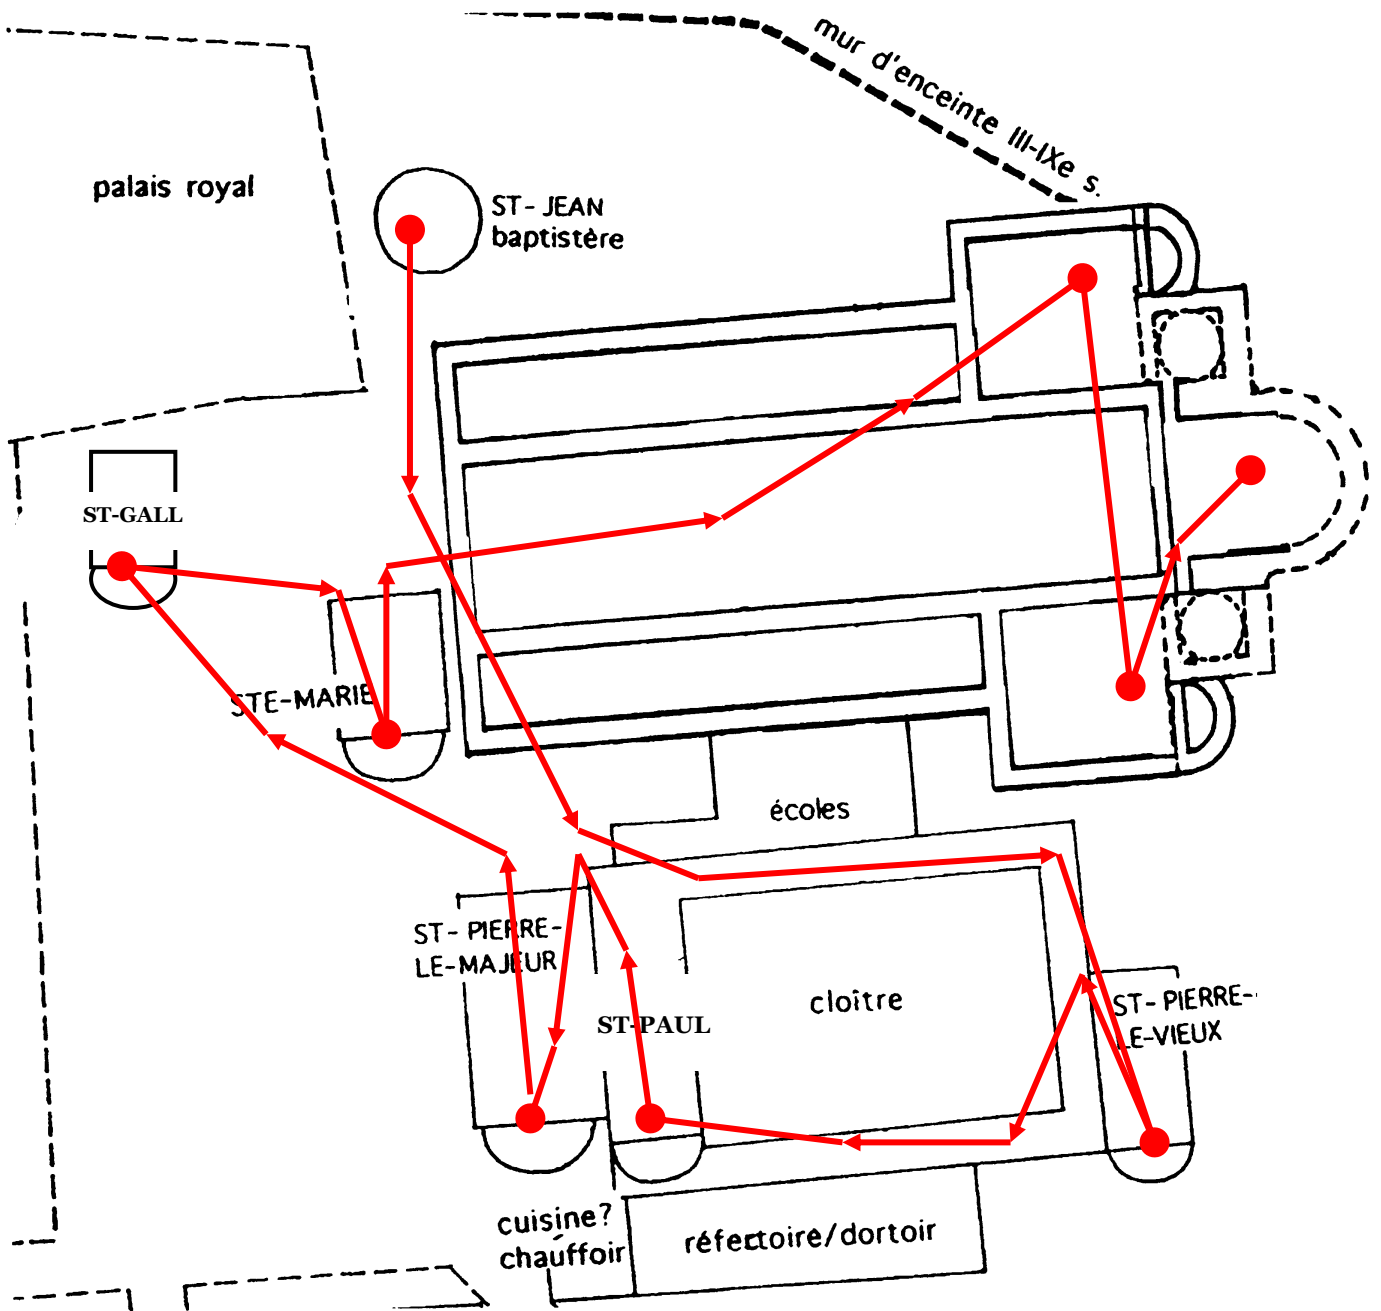 mur d'enceinte III-IXe s.
palais royal
ST-JEAN
baptistère
ST-GALL
STE-MARIE
écoles
ST-PIERRE-
LE-MAJEUR
ST-PAUL
cloître
ST-PIERRE-
LE-VIEUX
cuisine?
chauffoir
réfectoire/dortoir